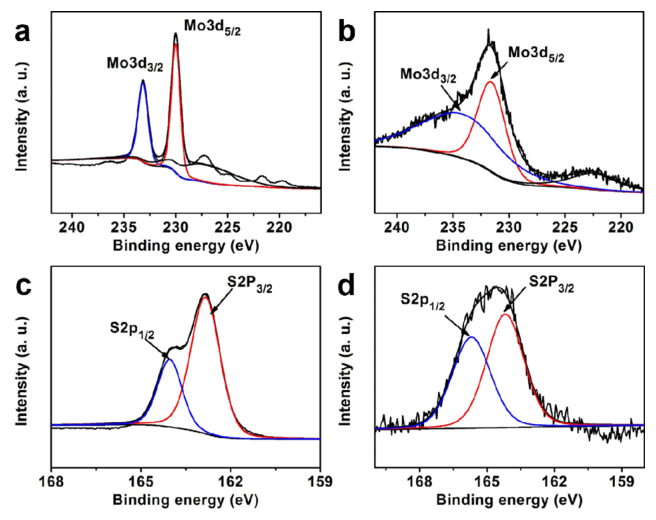 a
Mo3d5/2
Mo3d3/2
Intensity (a. u.)
240 235 230 225 220
Binding energy (eV)
b
Mo3d3/2
Mo3d5/2
Intensity (a. u.)
240 235 230 225 220
Binding energy (eV)
c
S2P3/2
S2p1/2
Intensity (a. u.)
168 165 162 159
Binding energy (eV)
d
S2P3/2
S2p1/2
Intensity (a. u.)
168 165 162 159
Binding energy (eV)